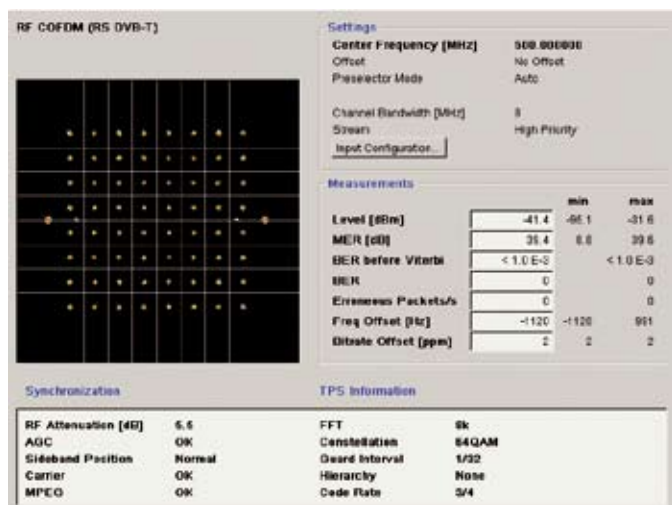 RF COFDM (RS DVB-T)
Settings
Center Frequency [MHz] 500.000000
Offset No Offset
Preselector Mode Auto
Channel Bandwidth [MHz] 8
Stream High Priority
Input Configuration...
Measurements
min max
Level [dBm] -41.4 -31.6
MER [dB]
BER before Viterbi < 1.0 E-3 < 1.0 E-3
BER 0 0
Erroneous Packets/s 0 0
Freq Offset [Hz] -1120 -1120 991
Bitrate Offset [ppm] 2 2 2
Synchronization
RF Attenuation [dB] 5.5
AGC OK
Sideband Position Normal
Carrier OK
MPEG OK
TPS Information
FFT 8k
Constellation 64QAM
Guard Interval 1/32
Hierarchy None
Code Rate 3/4